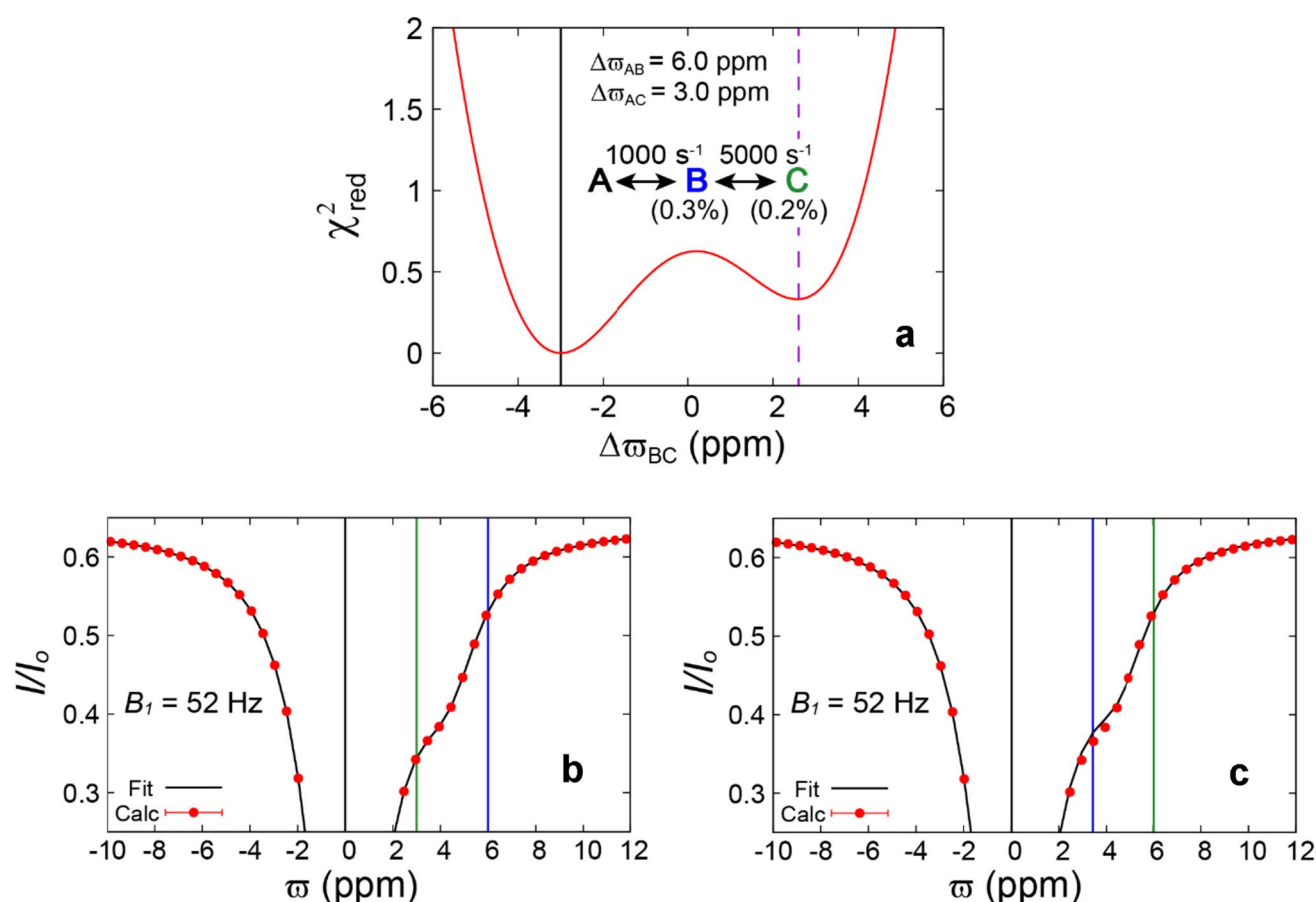 2
1.5
1
0.5
0
χ²red
Δϖ_AB = 6.0 ppm
Δϖ_AC = 3.0 ppm
1000 s⁻¹ 5000 s⁻¹
A B C
(0.3%) (0.2%)
a
-6 -4 -2 0 2 4 6
Δϖ_BC (ppm)
0.6
0.5
0.4
0.3
I/I_o
B_1 = 52 Hz
Fit
Calc
b
-10 -8 -6 -4 -2 0 2 4 6 8 10 12
ϖ (ppm)
0.6
0.5
0.4
0.3
I/I_o
B_1 = 52 Hz
Fit
Calc
c
-10 -8 -6 -4 -2 0 2 4 6 8 10 12
ϖ (ppm)